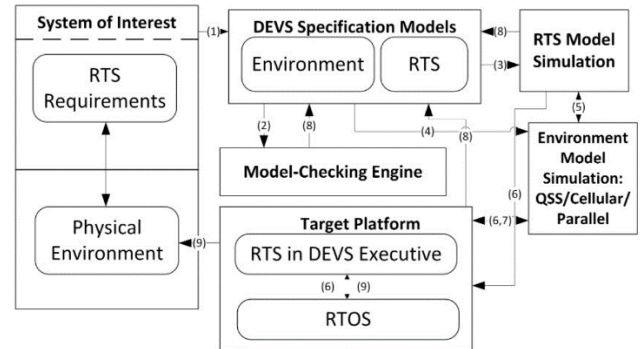 System of Interest
RTS
Requirements
Physical
Environment
(1)
DEVS Specification Models
Environment
RTS
(8)
(3)
RTS Model
Simulation
(2)
(8)
(4)
(8)
(5)
Model-Checking Engine
Environment
Model
Simulation:
QSS/Cellular/
Parallel
(6)
(6,7)
(9)
Target Platform
RTS in DEVS Executive
(6)
(9)
RTOS